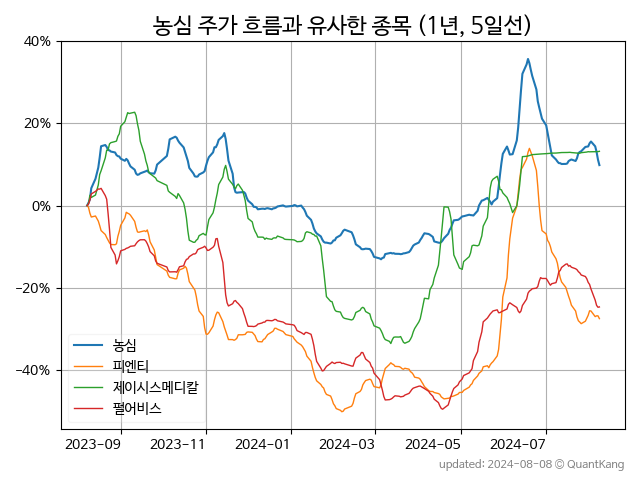 농심 주가 흐름과 유사한 종목 (1년, 5일선)
40%
20%
0%
−20%
−40%
농심
피엔티
제이시스메디칼
펄어비스
2023-09 2023-11 2024-01 2024-03 2024-05 2024-07
updated: 2024-08-08 © QuantKang